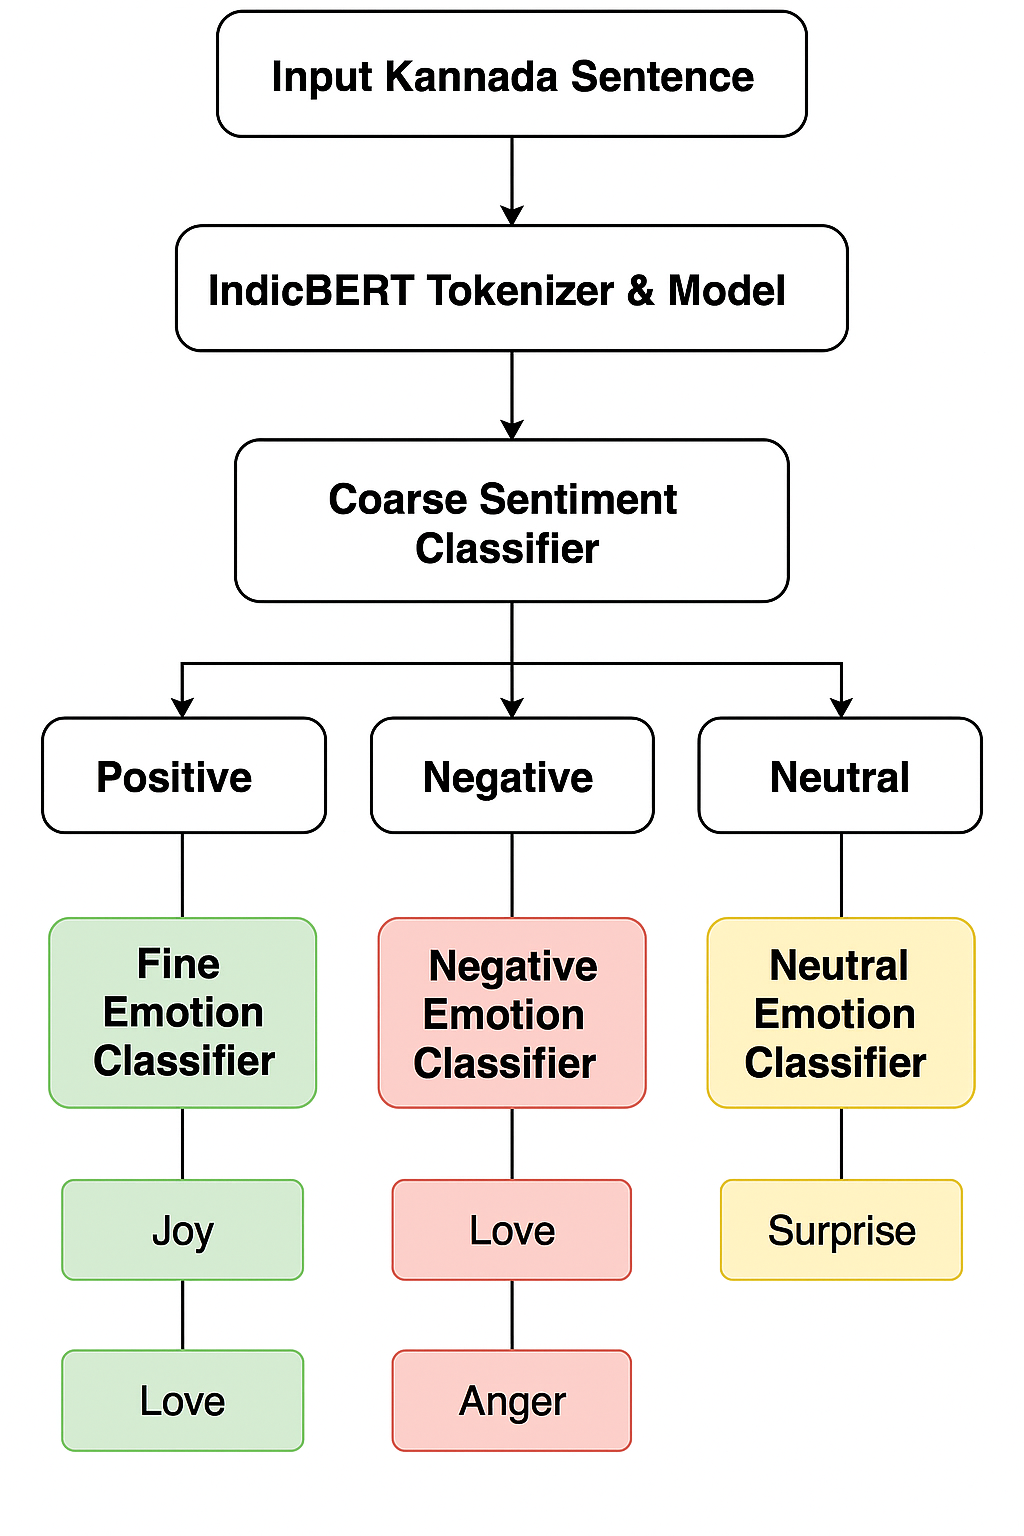 Input Kannada Sentence
IndicBERT Tokenizer & Model
Coarse Sentiment
Classifier
Positive
Negative
Neutral
Fine
Emotion
Classifier
Negative
Emotion
Classifier
Neutral
Emotion
Classifier
Joy
Love
Surprise
Love
Anger